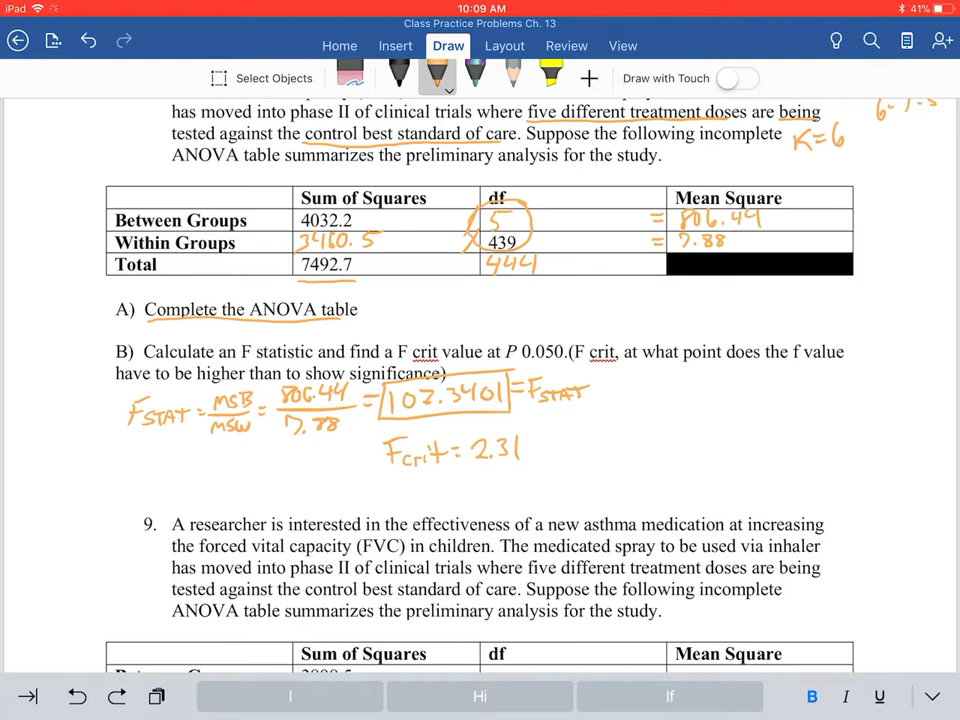 iPad 10:09 AM 41%
Class Practice Problems Ch. 13
Home Insert Draw Layout Review View
Select Objects Draw with Touch
has moved into phase II of clinical trials where five different treatment doses are being
tested against the control best standard of care. Suppose the following incomplete K=6
ANOVA table summarizes the preliminary analysis for the study.
Sum of Squares df Mean Square
Between Groups 4032.2 5 = 806.44
Within Groups 3460.5 439 = 7.88
Total 7492.7 444
A) Complete the ANOVA table
B) Calculate an F statistic and find a F crit value at P 0.050.(F crit, at what point does the f value
have to be higher than to show significance)
FSTAT = MSB/MSW = 806.44/7.88 = 102.3401 = FSTAT
Fcrit = 2.31
9. A researcher is interested in the effectiveness of a new asthma medication at increasing
the forced vital capacity (FVC) in children. The medicated spray to be used via inhaler
has moved into phase II of clinical trials where five different treatment doses are being
tested against the control best standard of care. Suppose the following incomplete
ANOVA table summarizes the preliminary analysis for the study.
Sum of Squares df Mean Square
I Hi If B I U